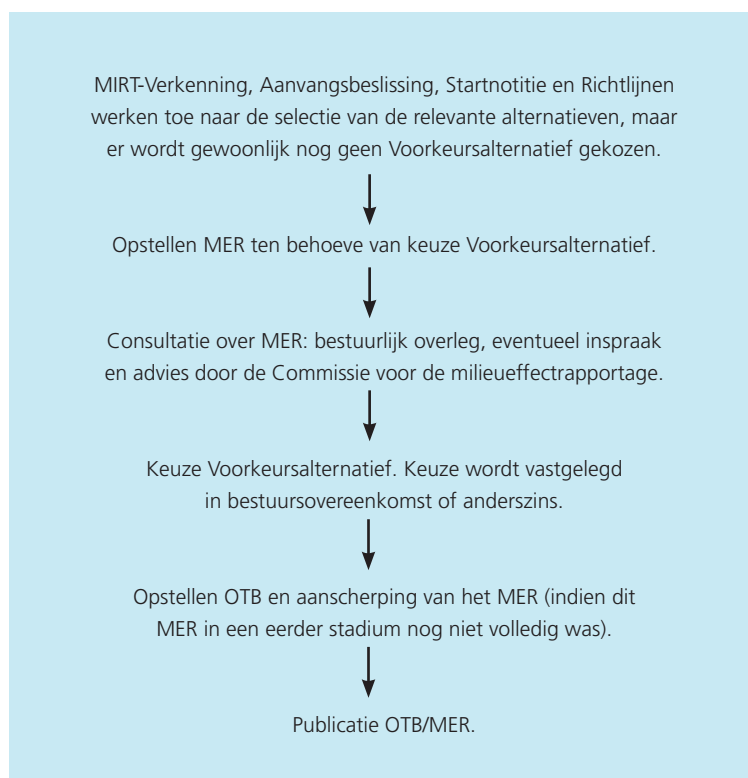 MIRT-Verkenning, Aanvangsbeslissing, Startnotitie en Richtlijnen
werken toe naar de selectie van de relevante alternatieven, maar
er wordt gewoonlijk nog geen Voorkeursalternatief gekozen.
Opstellen MER ten behoeve van keuze Voorkeursalternatief.
Consultatie over MER: bestuurlijk overleg, eventueel inspraak
en advies door de Commissie voor de milieueffectrapportage.
Keuze Voorkeursalternatief. Keuze wordt vastgelegd
in bestuursovereenkomst of anderszins.
Opstellen OTB en aanscherping van het MER (indien dit
MER in een eerder stadium nog niet volledig was).
Publicatie OTB/MER.